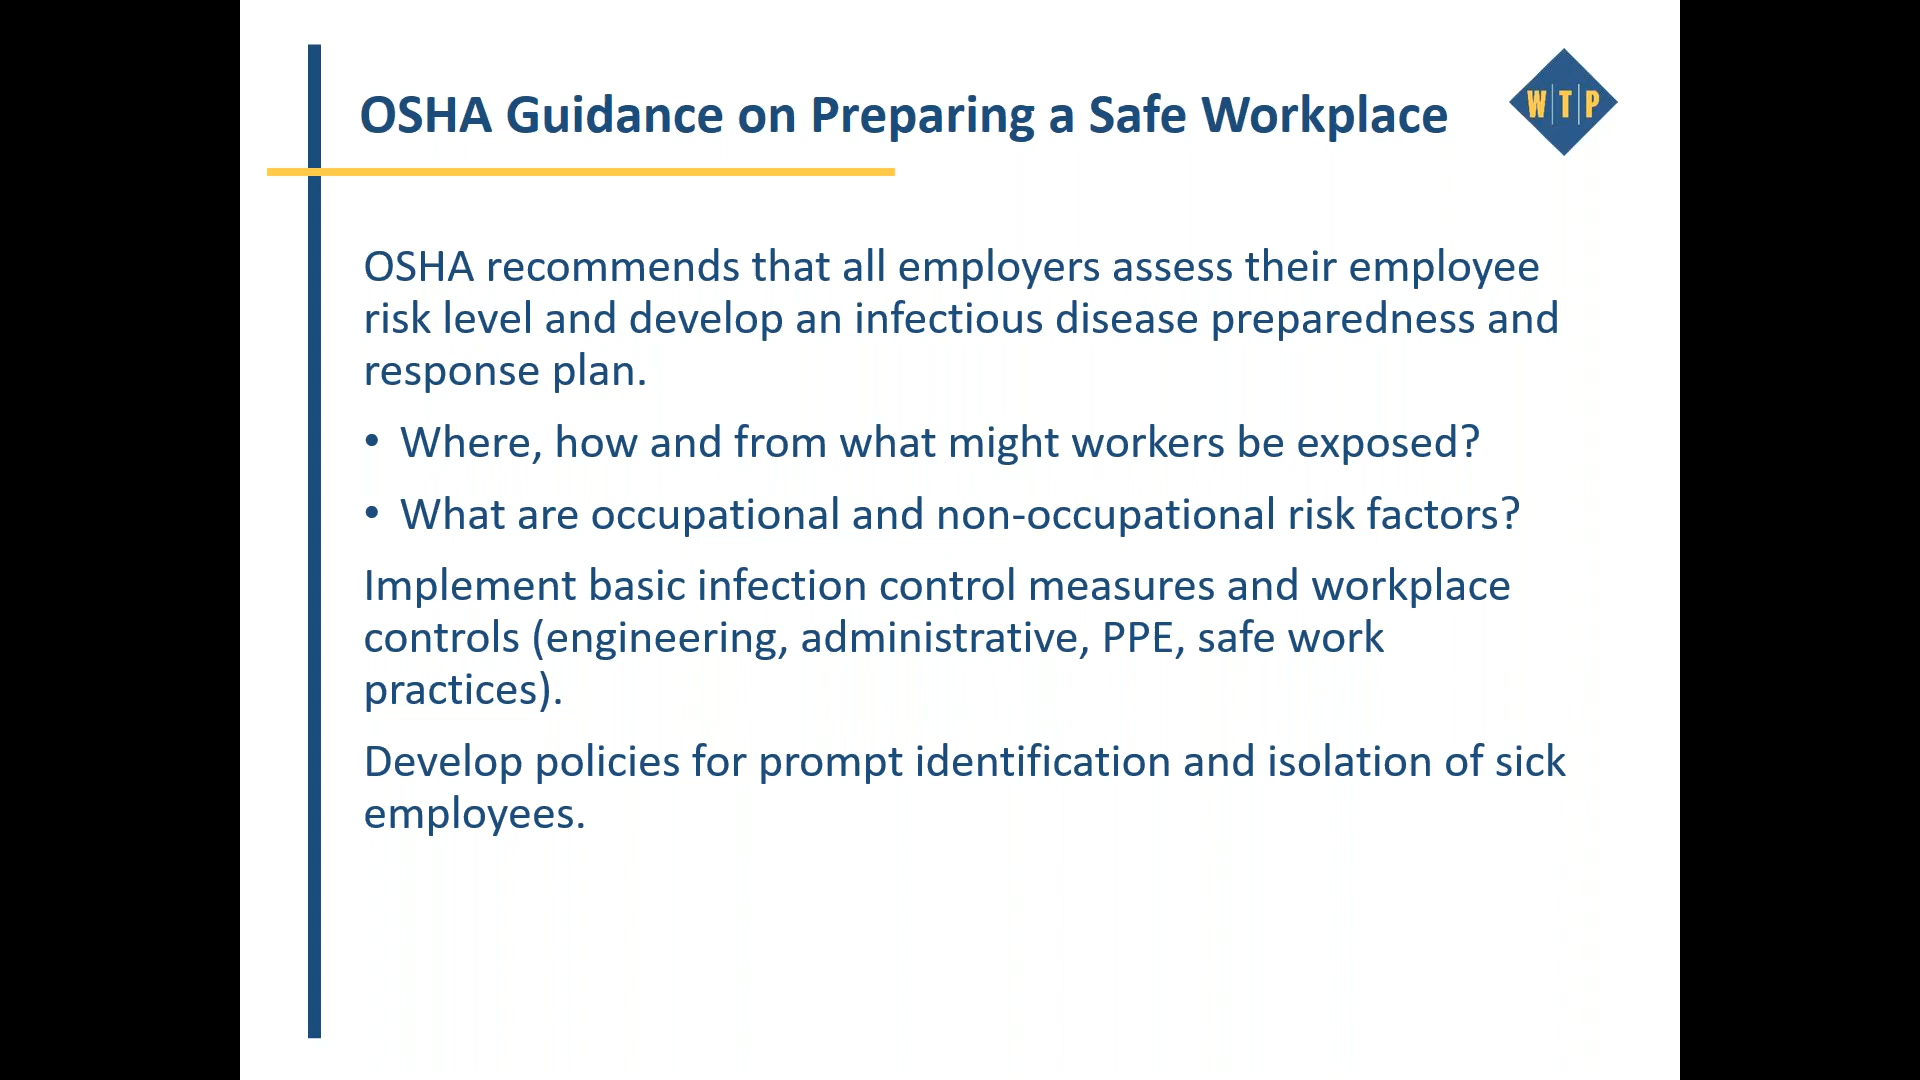 OSHA Guidance on Preparing a Safe Workplace
W|T|P
OSHA recommends that all employers assess their employee
risk level and develop an infectious disease preparedness and
response plan.
• Where, how and from what might workers be exposed?
• What are occupational and non-occupational risk factors?
Implement basic infection control measures and workplace
controls (engineering, administrative, PPE, safe work
practices).
Develop policies for prompt identification and isolation of sick
employees.